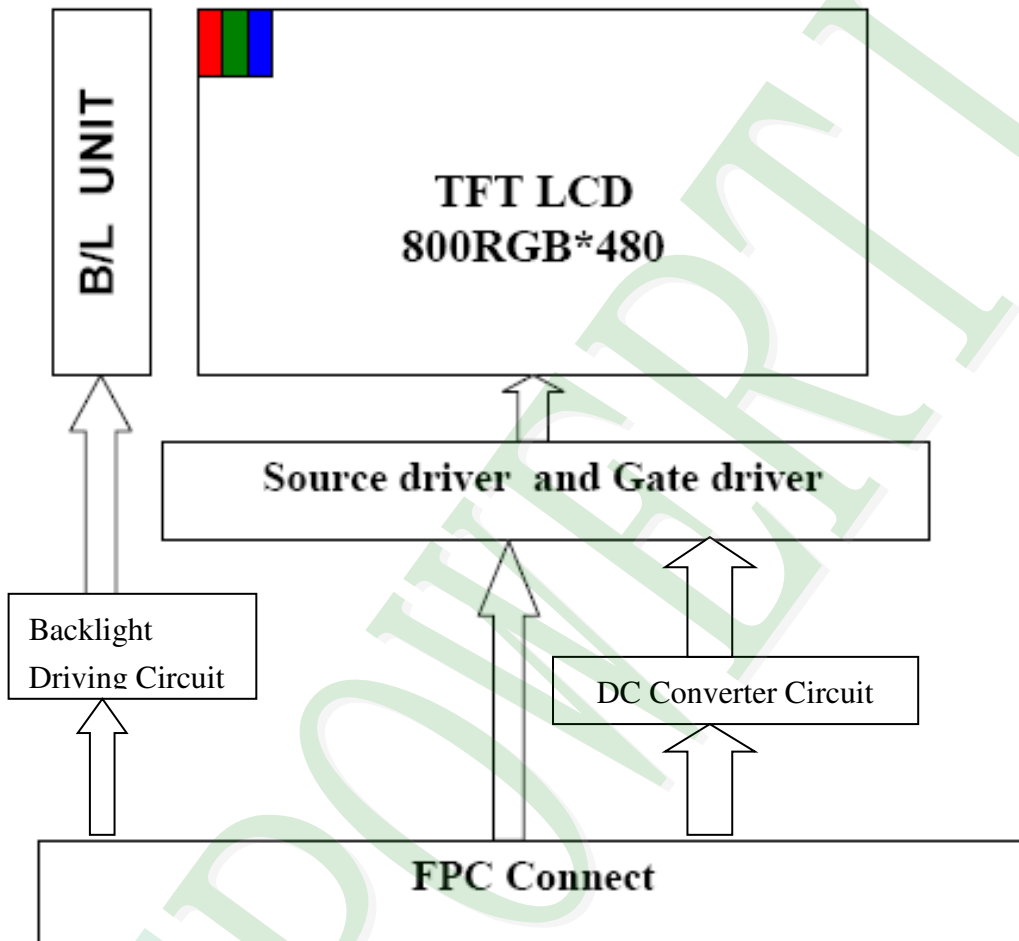 B/L UNIT
TFT LCD
800RGB*480
Source driver and Gate driver
Backlight
Driving Circuit
DC Converter Circuit
FPC Connect